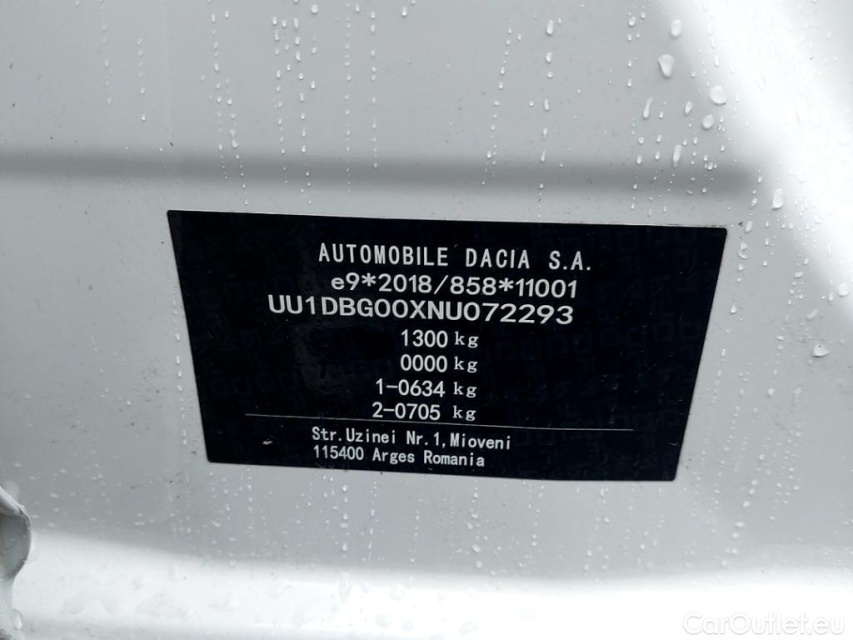 AUTOMOBILE DACIA S.A.
e9*2018/858*11001
UU1DBG00XNU072293
1300 kg
0000 kg
1-0634 kg
2-0705 kg
Str.Uzinei Nr.1,Mioveni
115400 Arges Romania
CarOutlet.eu